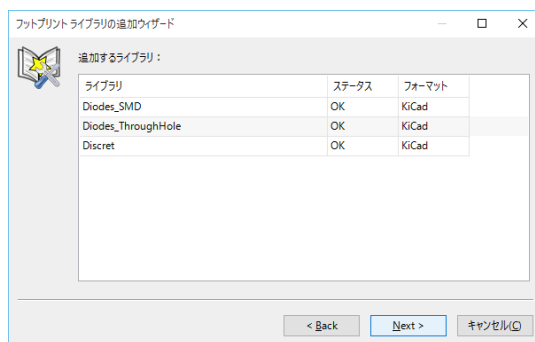 フットプリント ライブラリの追加ウィザード
追加するライブラリ：
ライブラリ ステータス フォーマット
Diodes_SMD OK KiCad
Diodes_ThroughHole OK KiCad
Discret OK KiCad
< Back Next > キャンセル(C)